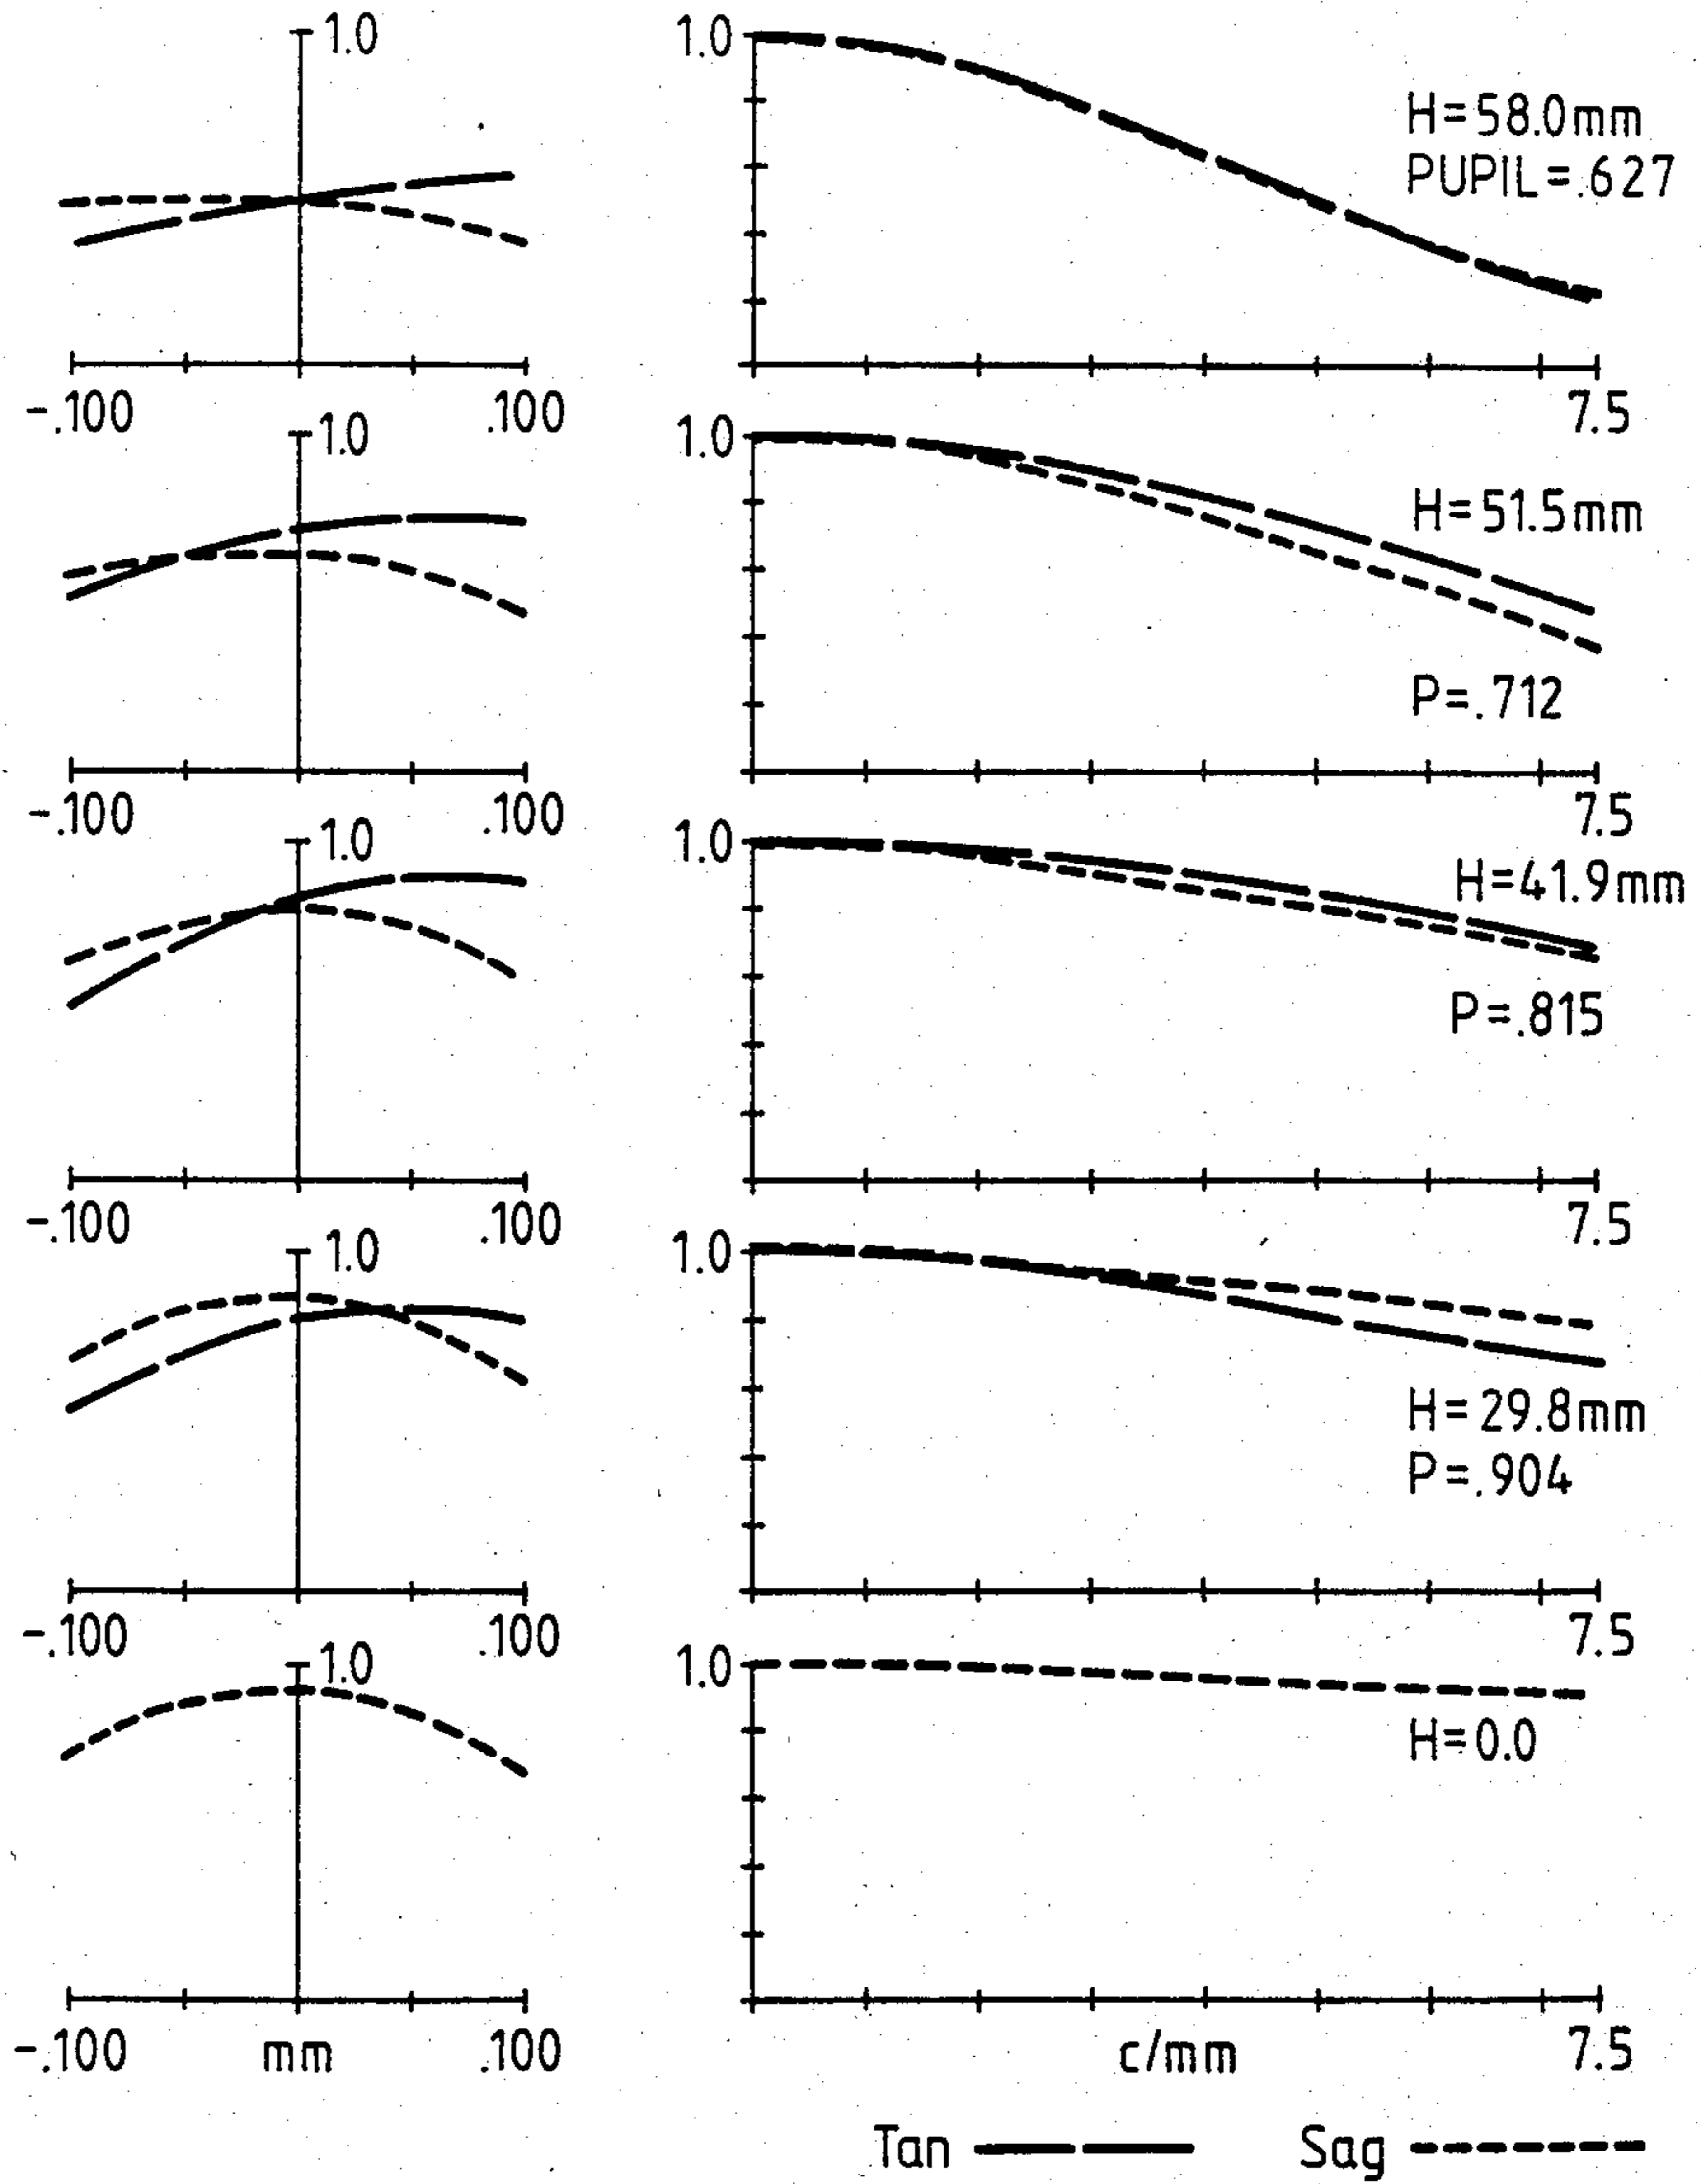 1.0
1.0
H=58.0mm
PUPIL=.627
-.100 .100 7.5
1.0 1.0
H=51.5mm
P=.712
-.100 .100 7.5
1.0 1.0
H=41.9mm
P=.815
-.100 .100 7.5
1.0 1.0
H=29.8mm
P=.904
-.100 .100 7.5
1.0 1.0
H=0.0
-.100 mm .100 c/mm 7.5
Tan Sag